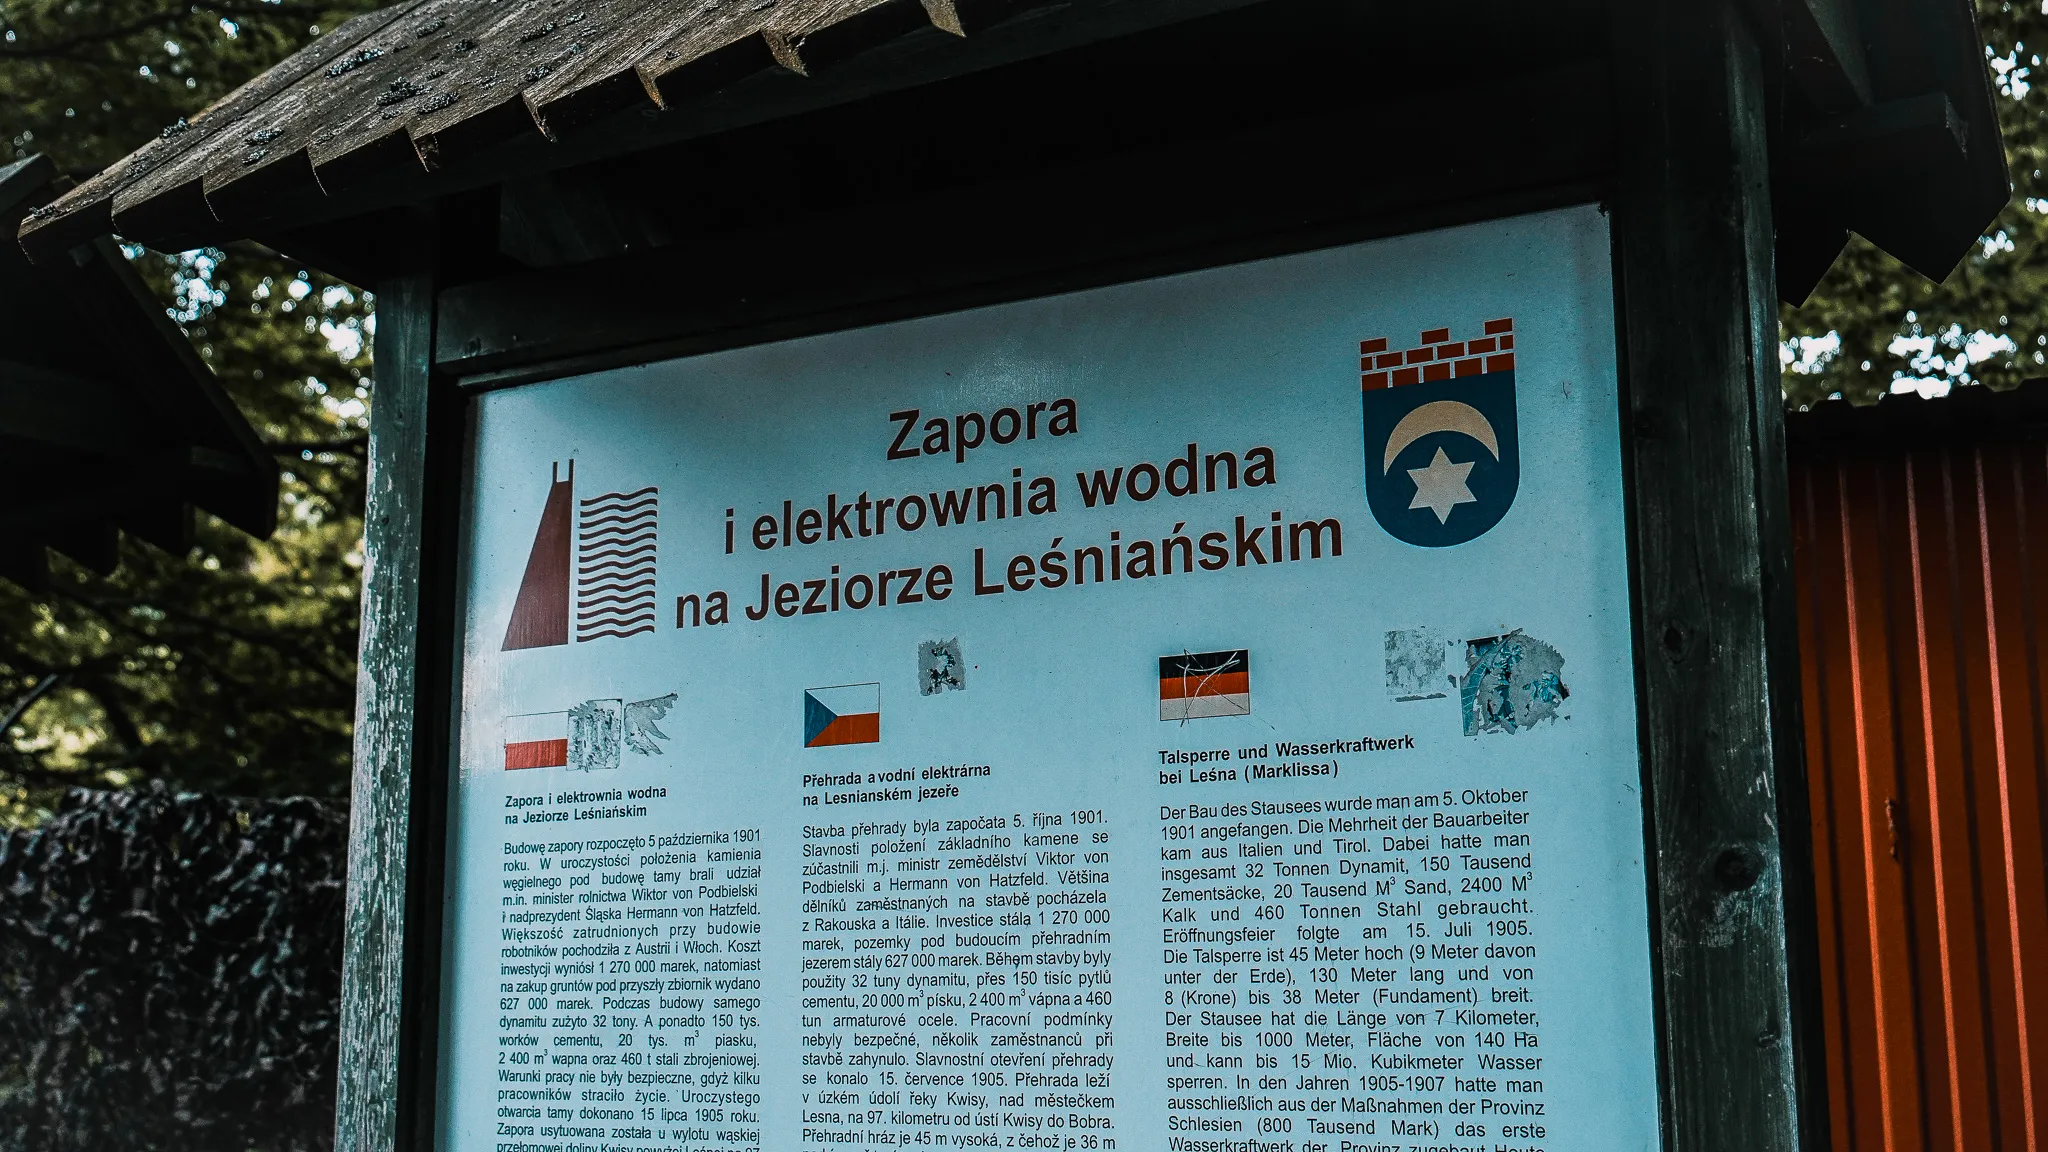 Zapora
i elektrownia wodna
na Jeziorze Leśniańskim
Zapora i elektrownia wodna
na Jeziorze Leśniańskim
Budowę zapory rozpoczęto 5 października 1901
roku. W uroczystości położenia kamienia
węgielnego pod budowę tamy brali udział
m.in. minister rolnictwa Wiktor von Podbielski
i nadprezydent Śląska Hermann von Hatzfeld.
Większość zatrudnionych przy budowie
robotników pochodziła z Austrii i Włoch. Koszt
inwestycji wyniósł 1 270 000 marek, natomiast
na zakup gruntów pod przyszły zbiornik wydano
627 000 marek. Podczas budowy samego
dynamitu zużyto 32 tony. A ponadto 150 tys.
worków cementu, 20 tys. m³ piasku,
2 400 m³ wapna oraz 460 t stali zbrojeniowej.
Warunki pracy nie były bezpieczne, gdyż kilku
pracowników straciło życie. Uroczystego
otwarcia tamy dokonano 15 lipca 1905 roku.
Zapora usytuowana została u wylotu wąskiej
przełomowej doliny Kwisy powyżej Leśnej na 97
Přehrada a vodní elektrárna
na Lesnianském jezeře
Stavba přehrady byla započata 5. října 1901.
Slavnosti položení základního kamene se
zúčastnili m.j. ministr zemědělství Viktor von
Podbielski a Hermann von Hatzfeld. Většina
dělníků zaměstnaných na stavbě pocházela
z Rakouska a Itálie. Investice stála 1 270 000
marek, pozemky pod budoucím přehradním
jezerem stály 627 000 marek. Během stavby byly
použity 32 tuny dynamitu, přes 150 tisíc pytlů
cementu, 20 000 m³ písku, 2 400 m³ vápna a 460
tun armaturové ocele. Pracovní podmínky
nebyly bezpečné, několik zaměstnanců při
stavbě zahynulo. Slavnostní otevření přehrady
se konalo 15. července 1905. Přehrada leží
v úzkém údolí řeky Kwisy, nad městečkem
Lesna, na 97. kilometru od ústí Kwisy do Bobra.
Přehradní hráz je 45 m vysoká, z čehož je 36 m
Talsperre und Wasserkraftwerk
bei Leśna (Marklissa)
Der Bau des Stausees wurde man am 5. Oktober
1901 angefangen. Die Mehrheit der Bauarbeiter
kam aus Italien und Tirol. Dabei hatte man
insgesamt 32 Tonnen Dynamit, 150 Tausend
Zementsäcke, 20 Tausend M³ Sand, 2400 M³
Kalk und 460 Tonnen Stahl gebraucht.
Eröffnungsfeier folgte am 15. Juli 1905.
Die Talsperre ist 45 Meter hoch (9 Meter davon
unter der Erde), 130 Meter lang und von
8 (Krone) bis 38 Meter (Fundament) breit.
Der Stausee hat die Länge von 7 Kilometer,
Breite bis 1000 Meter, Fläche von 140 Ha
und kann bis 15 Mio. Kubikmeter Wasser
sperren. In den Jahren 1905-1907 hatte man
ausschließlich aus der Maßnahmen der Provinz
Schlesien (800 Tausend Mark) das erste
Wasserkraftwerk der Provinz zugebaut Heute